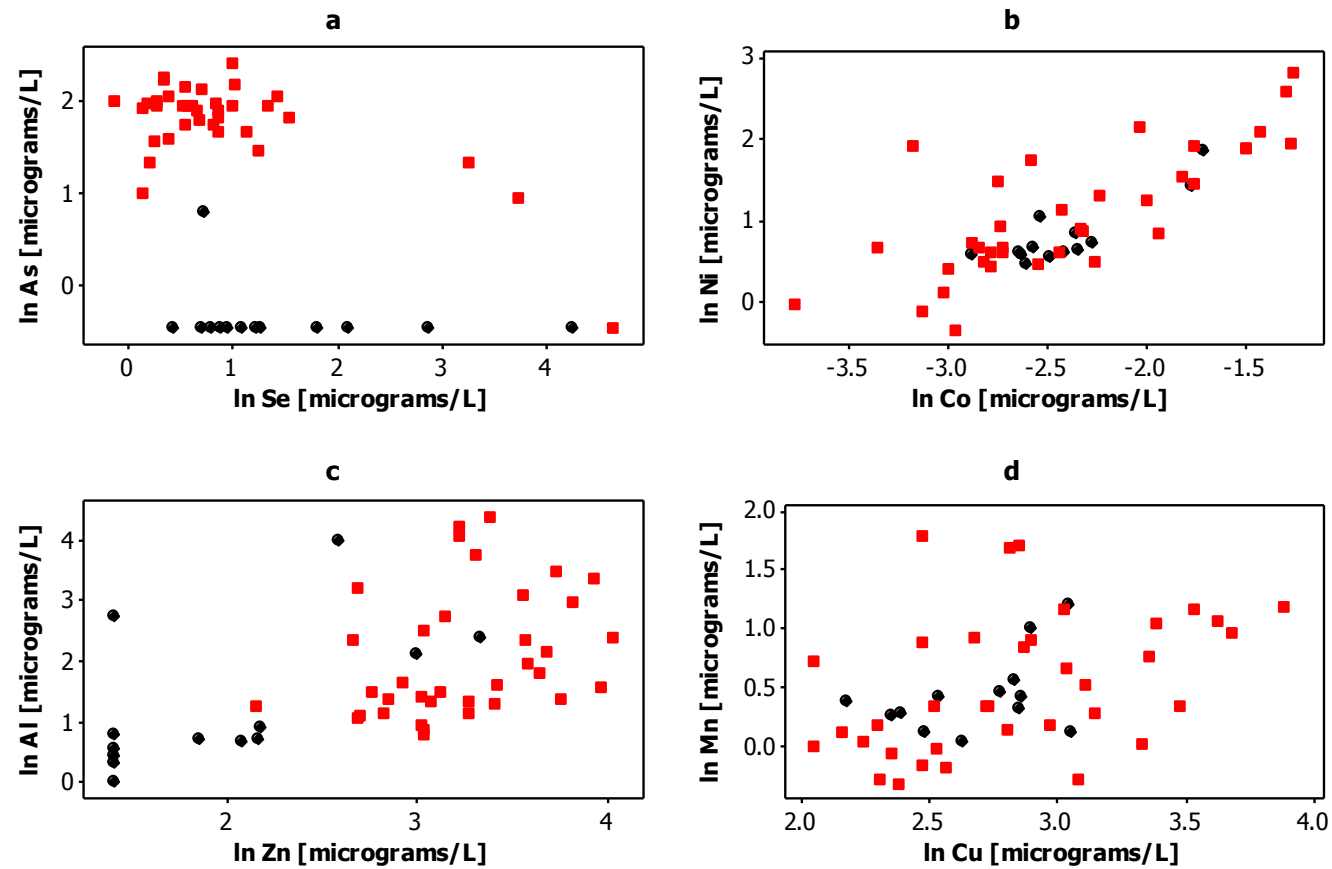 a
ln As [micrograms/L]
2
1
0
0
1
2
3
4
ln Se [micrograms/L]
b
ln Ni [micrograms/L]
3
2
1
0
-3.5
-3.0
-2.5
-2.0
-1.5
ln Co [micrograms/L]
c
ln Al [micrograms/L]
4
3
2
1
0
2
3
4
ln Zn [micrograms/L]
d
ln Mn [micrograms/L]
2.0
1.5
1.0
0.5
0.0
2.0
2.5
3.0
3.5
4.0
ln Cu [micrograms/L]